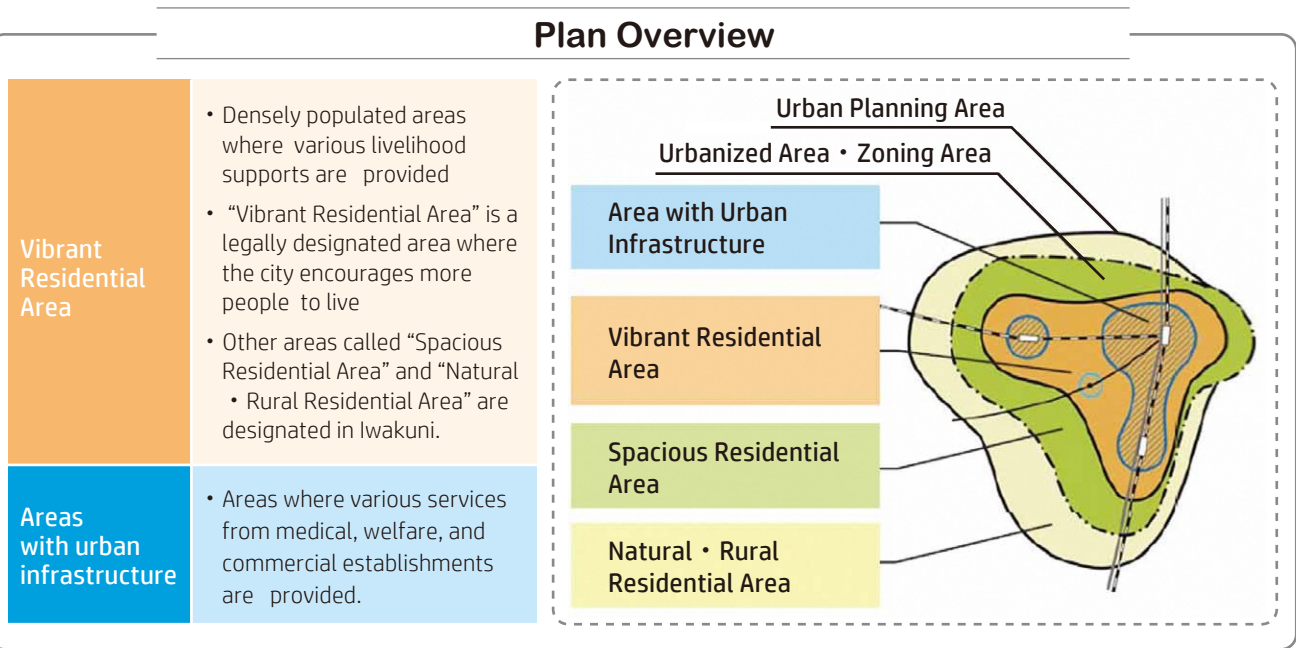 Plan Overview
Vibrant
Residential
Area
• Densely populated areas
where various livelihood
supports are provided
• “Vibrant Residential Area” is a
legally designated area where
the city encourages more
people to live
• Other areas called “Spacious
Residential Area” and “Natural
・Rural Residential Area” are
designated in Iwakuni.
Areas
with urban
infrastructure
• Areas where various services
from medical, welfare, and
commercial establishments
are provided.
Urban Planning Area
Urbanized Area・Zoning Area
Area with Urban
Infrastructure
Vibrant Residential
Area
Spacious Residential
Area
Natural・Rural
Residential Area